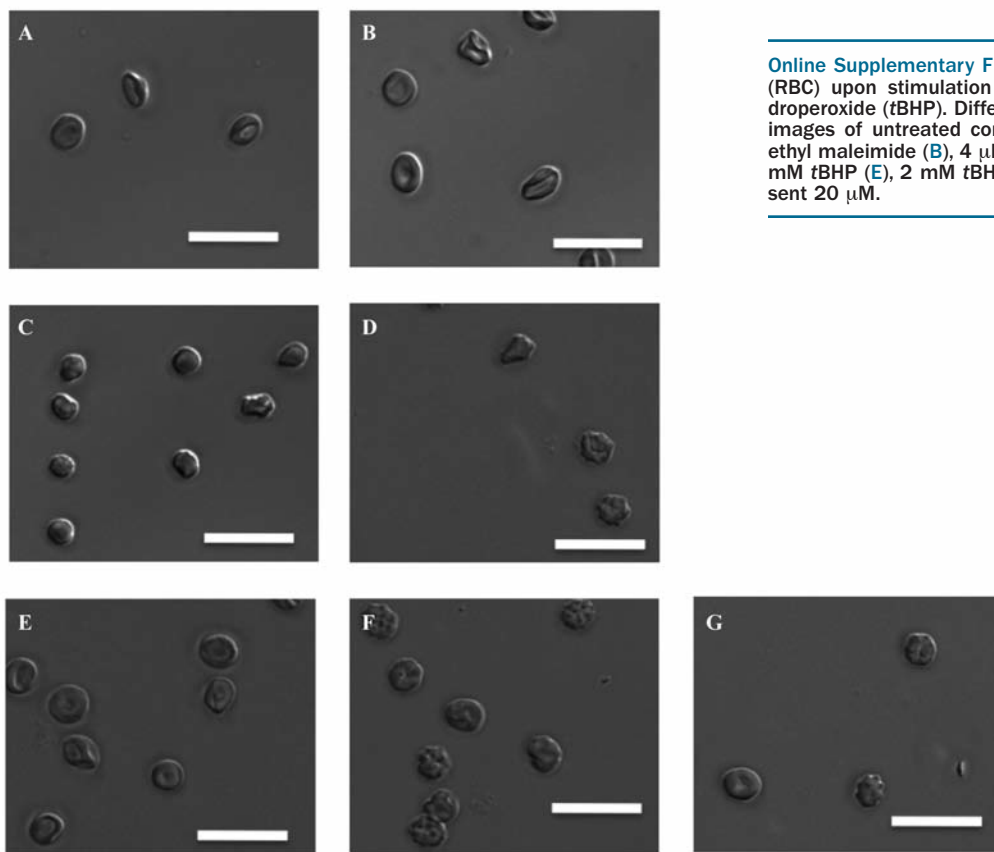 A
B
Online Supplementary F
(RBC) upon stimulation
droperoxide (tBHP). Diffe
images of untreated con
ethyl maleimide (B), 4 μ
mM tBHP (E), 2 mM tBH
sent 20 μM.
C
D
E
F
G